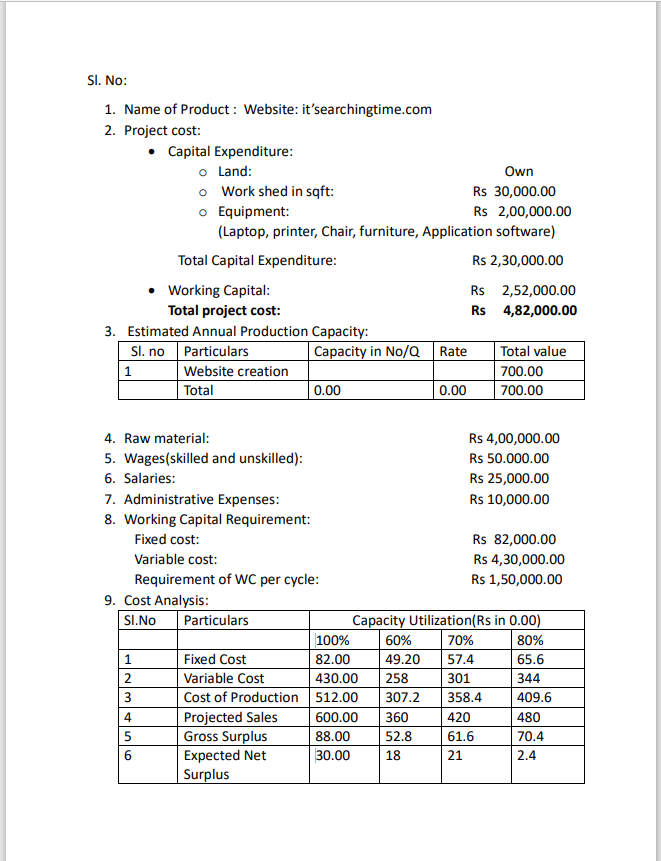 Sl. No:
1. Name of Product : Website: it’searchingtime.com
2. Project cost:
• Capital Expenditure:
o Land: Own
o Work shed in sqft: Rs 30,000.00
o Equipment: Rs 2,00,000.00
(Laptop, printer, Chair, furniture, Application software)
Total Capital Expenditure: Rs 2,30,000.00
• Working Capital: Rs 2,52,000.00
Total project cost: Rs 4,82,000.00
3. Estimated Annual Production Capacity:
Sl. no Particulars Capacity in No/Q Rate Total value
1 Website creation 700.00
Total 0.00 0.00 700.00
4. Raw material: Rs 4,00,000.00
5. Wages(skilled and unskilled): Rs 50.000.00
6. Salaries: Rs 25,000.00
7. Administrative Expenses: Rs 10,000.00
8. Working Capital Requirement:
Fixed cost: Rs 82,000.00
Variable cost: Rs 4,30,000.00
Requirement of WC per cycle: Rs 1,50,000.00
9. Cost Analysis:
Sl.No Particulars Capacity Utilization(Rs in 0.00)
100% 60% 70% 80%
1 Fixed Cost 82.00 49.20 57.4 65.6
2 Variable Cost 430.00 258 301 344
3 Cost of Production 512.00 307.2 358.4 409.6
4 Projected Sales 600.00 360 420 480
5 Gross Surplus 88.00 52.8 61.6 70.4
6 Expected Net 30.00 18 21 2.4
Surplus